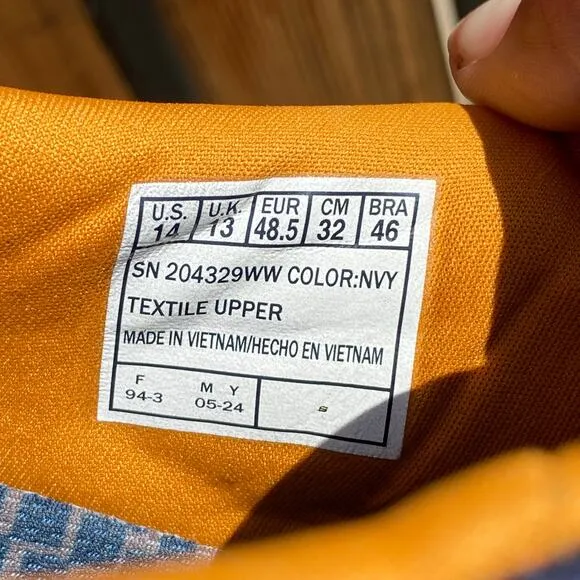 U.S. U.K. EUR CM BRA
14 13 48.5 32 46
SN 204329WW COLOR:NVY
TEXTILE UPPER
MADE IN VIETNAM/HECHO EN VIETNAM
F M Y
94-3 05-24
s